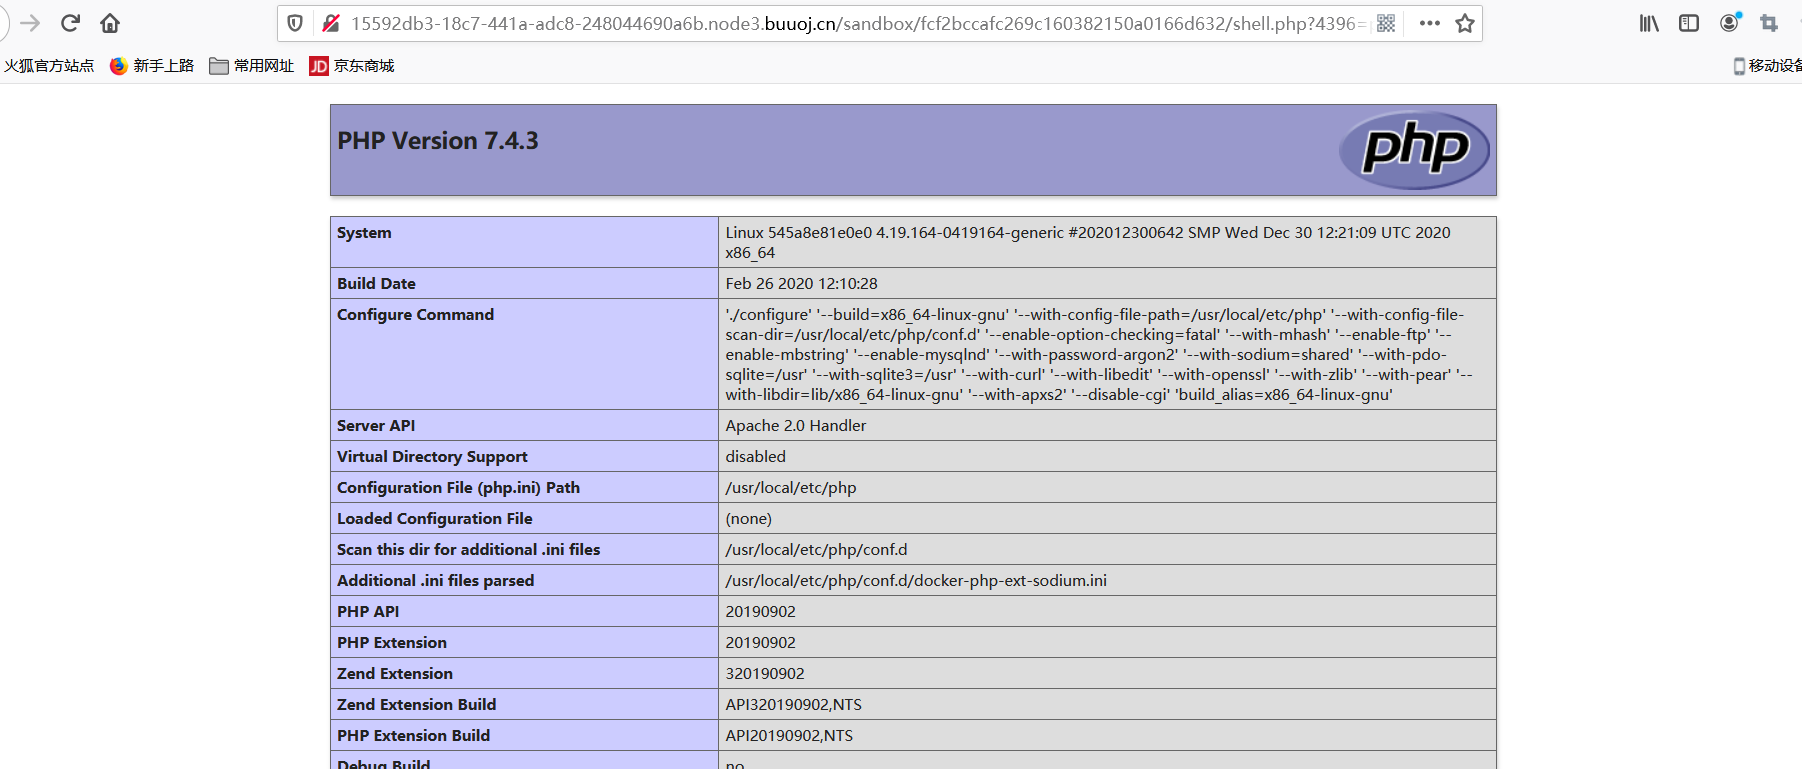 15592db3-18c7-441a-adc8-248044690a6b.node3.buuoj.cn/sandbox/fcf2bccafc269c160382150a0166d632/shell.php?4396=
火狐官方站点 新手上路 常用网址 JD 京东商城 移动设备
PHP Version 7.4.3
php
System
Linux 545a8e81e0e0 4.19.164-0419164-generic #202012300642 SMP Wed Dec 30 12:21:09 UTC 2020
x86_64
Build Date
Feb 26 2020 12:10:28
Configure Command
'./configure' '--build=x86_64-linux-gnu' '--with-config-file-path=/usr/local/etc/php' '--with-config-file-
scan-dir=/usr/local/etc/php/conf.d' '--enable-option-checking=fatal' '--with-mhash' '--enable-ftp' '--
enable-mbstring' '--enable-mysqlnd' '--with-password-argon2' '--with-sodium=shared' '--with-pdo-
sqlite=/usr' '--with-sqlite3=/usr' '--with-curl' '--with-libedit' '--with-openssl' '--with-zlib' '--with-pear' '--
with-libdir=lib/x86_64-linux-gnu' '--with-apxs2' '--disable-cgi' 'build_alias=x86_64-linux-gnu'
Server API
Apache 2.0 Handler
Virtual Directory Support
disabled
Configuration File (php.ini) Path
/usr/local/etc/php
Loaded Configuration File
(none)
Scan this dir for additional .ini files
/usr/local/etc/php/conf.d
Additional .ini files parsed
/usr/local/etc/php/conf.d/docker-php-ext-sodium.ini
PHP API
20190902
PHP Extension
20190902
Zend Extension
320190902
Zend Extension Build
API320190902,NTS
PHP Extension Build
API20190902,NTS
Debug Build
no